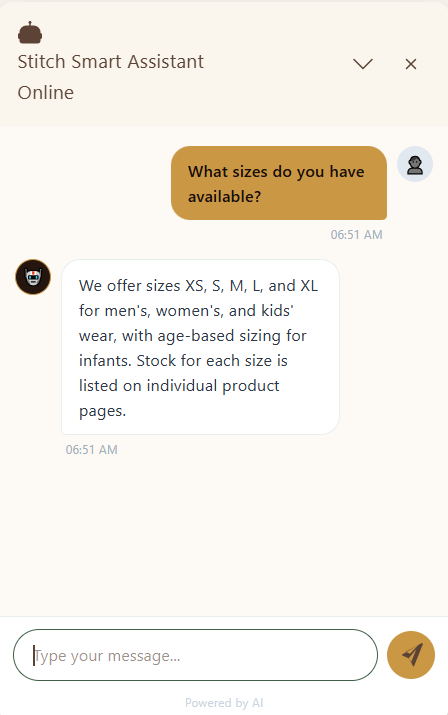 Stitch Smart Assistant
Online
What sizes do you have
available?
06:51 AM
We offer sizes XS, S, M, L, and XL
for men's, women's, and kids'
wear, with age-based sizing for
infants. Stock for each size is
listed on individual product
pages.
06:51 AM
Type your message...
Powered by AI